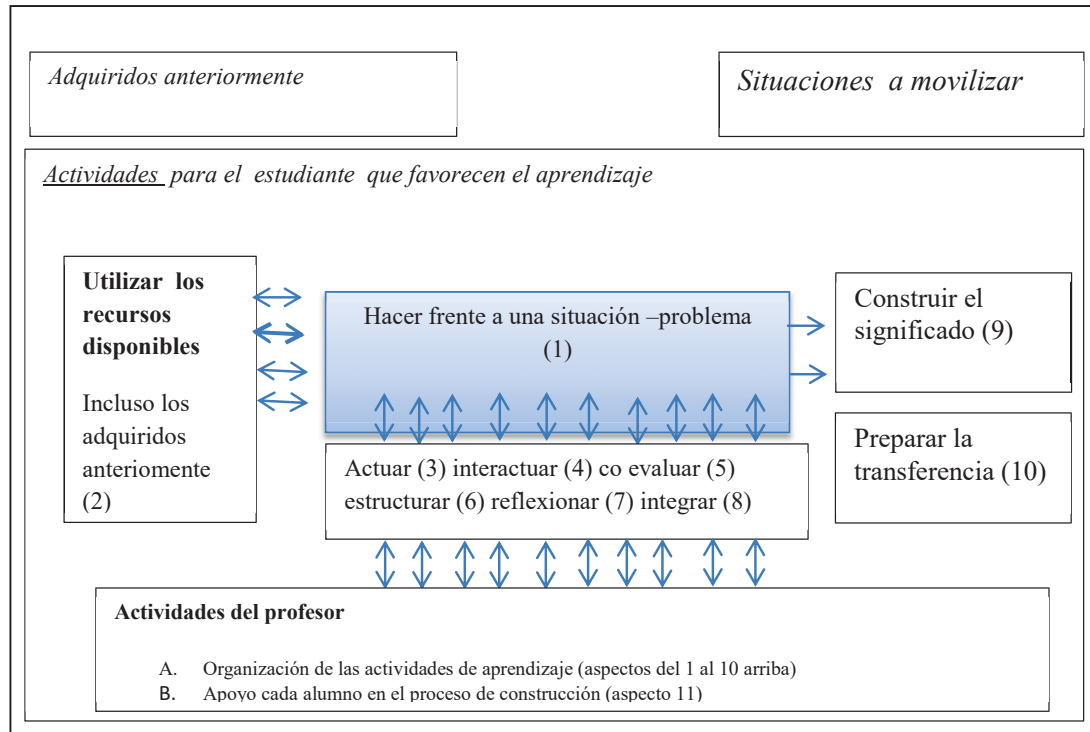 Adquiridos anteriormente
Situaciones a movilizar
Actividades para el estudiante que favorecen el aprendizaje
Utilizar los
recursos
disponibles
Incluso los
adquiridos
anteriomente
(2)
Hacer frente a una situación –problema
(1)
Construir el
significado (9)
Preparar la
transferencia (10)
Actuar (3) interactuar (4) co evaluar (5)
estructurar (6) reflexionar (7) integrar (8)
Actividades del profesor
A. Organización de las actividades de aprendizaje (aspectos del 1 al 10 arriba)
B. Apoyo cada alumno en el proceso de construcción (aspecto 11)